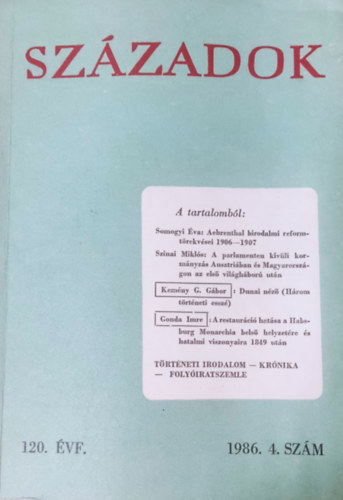 SZÁZADOK
A tartalomból:
Somogyi Éva: Aehrenthal birodalmi reform-
törekvései 1906—1907
Szinai Miklós: A parlamenten kívüli kor-
mányzás Ausztriában és Magyarorszá-
gon az első világháború után
Kemény G. Gábor : Dunai néző (Három
történeti esszé)
Gonda Imre : A restauráció hatása a Habs-
burg Monarchia belső helyzetére és
hatalmi viszonyaira 1849 után
TÖRTÉNETI IRODALOM — KRÓNIKA
— FOLYÓIRATSZEMLE
120. ÉVF.
1986. 4. SZÁM